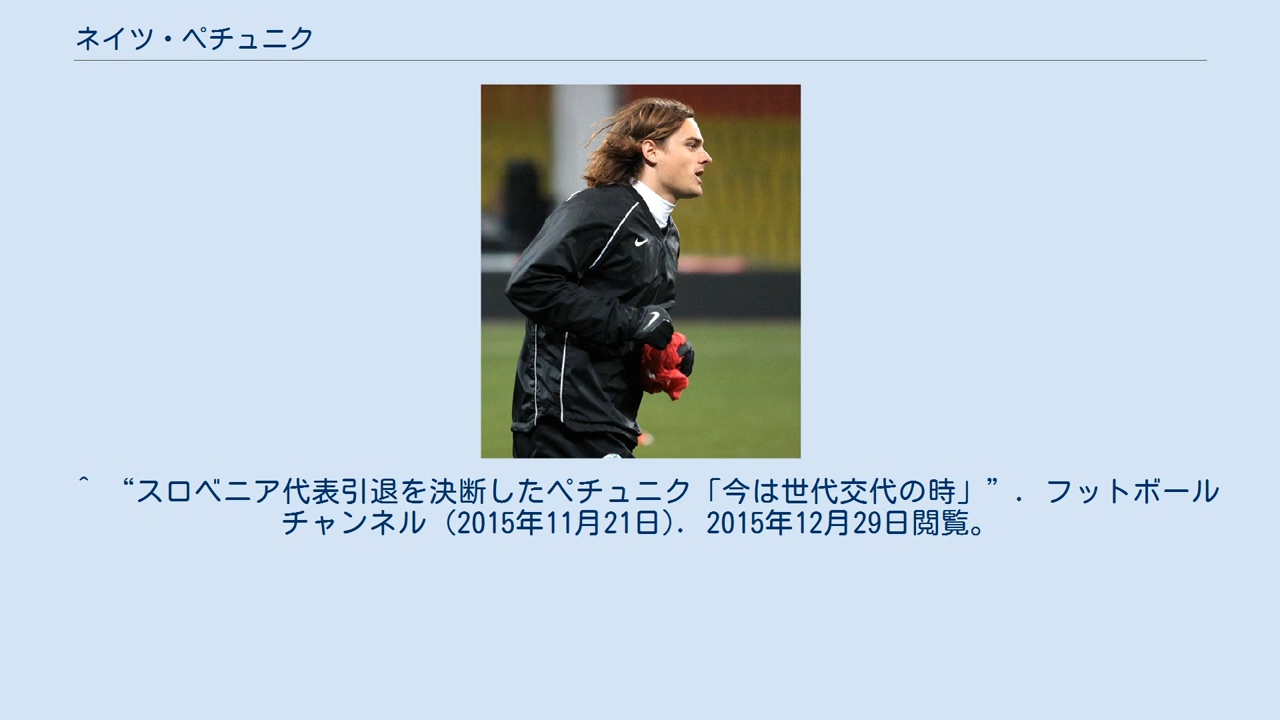 ネイツ・ペチュニク
^ “スロベニア代表引退を決断したペチュニク「今は世代交代の時」”. フットボール
チャンネル (2015年11月21日). 2015年12月29日閲覧。